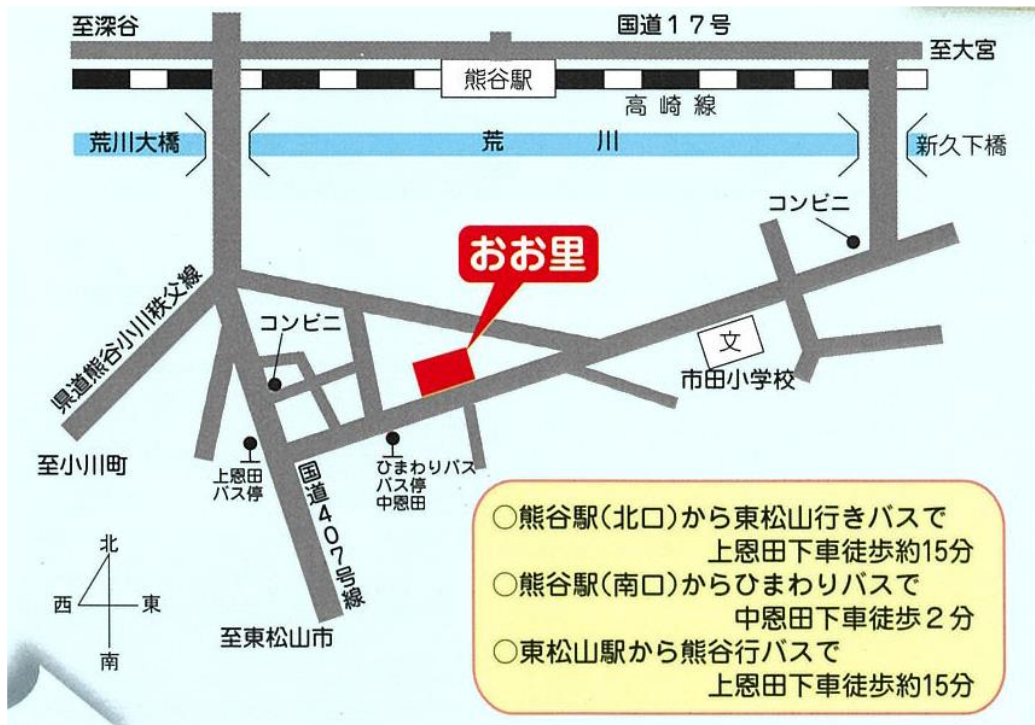 至深谷
国道17号
至大宮
熊谷駅
高崎線
荒川大橋
荒川
新久下橋
コンビニ
おお里
県道熊谷小川秩父線
コンビニ
文
市田小学校
至小川町
上恩田
バス停
国道407号線
ひまわりバス
バス停
中恩田
至東松山市
北
西
東
南
○熊谷駅(北口)から東松山行きバスで
上恩田下車徒歩約15分
○熊谷駅(南口)からひまわりバスで
中恩田下車徒歩2分
○東松山駅から熊谷行バスで
上恩田下車徒歩約15分